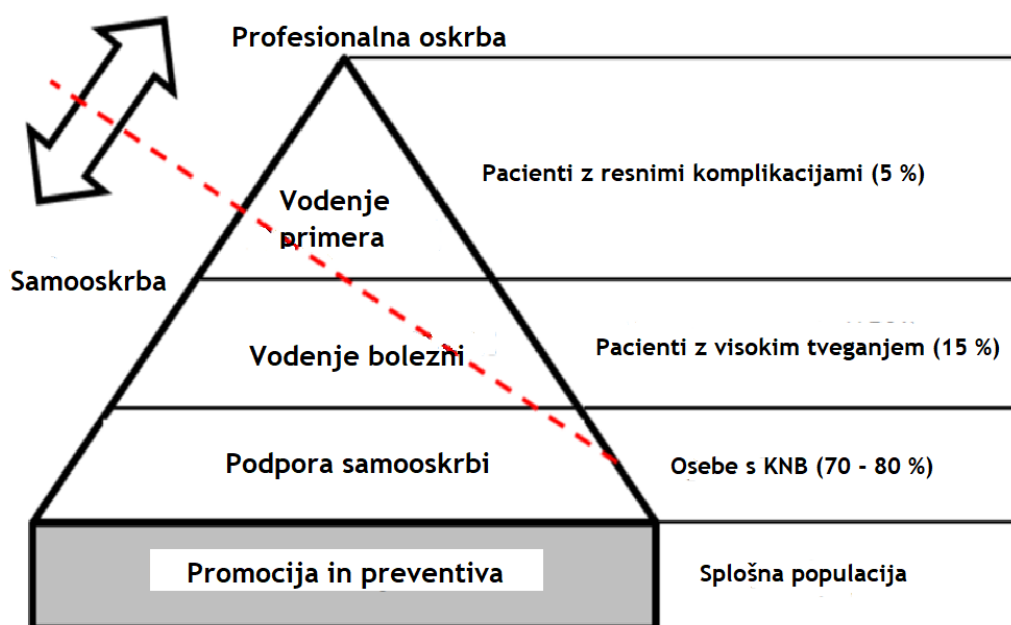 Profesionalna oskrba
Pacienti z resnimi komplikacijami (5 %)
Vodenje
primera
Samooskrba
Vodenje bolezni
Pacienti z visokim tveganjem (15 %)
Podpora samooskrbi
Osebe s KNB (70 - 80 %)
Promocija in preventiva
Splošna populacija